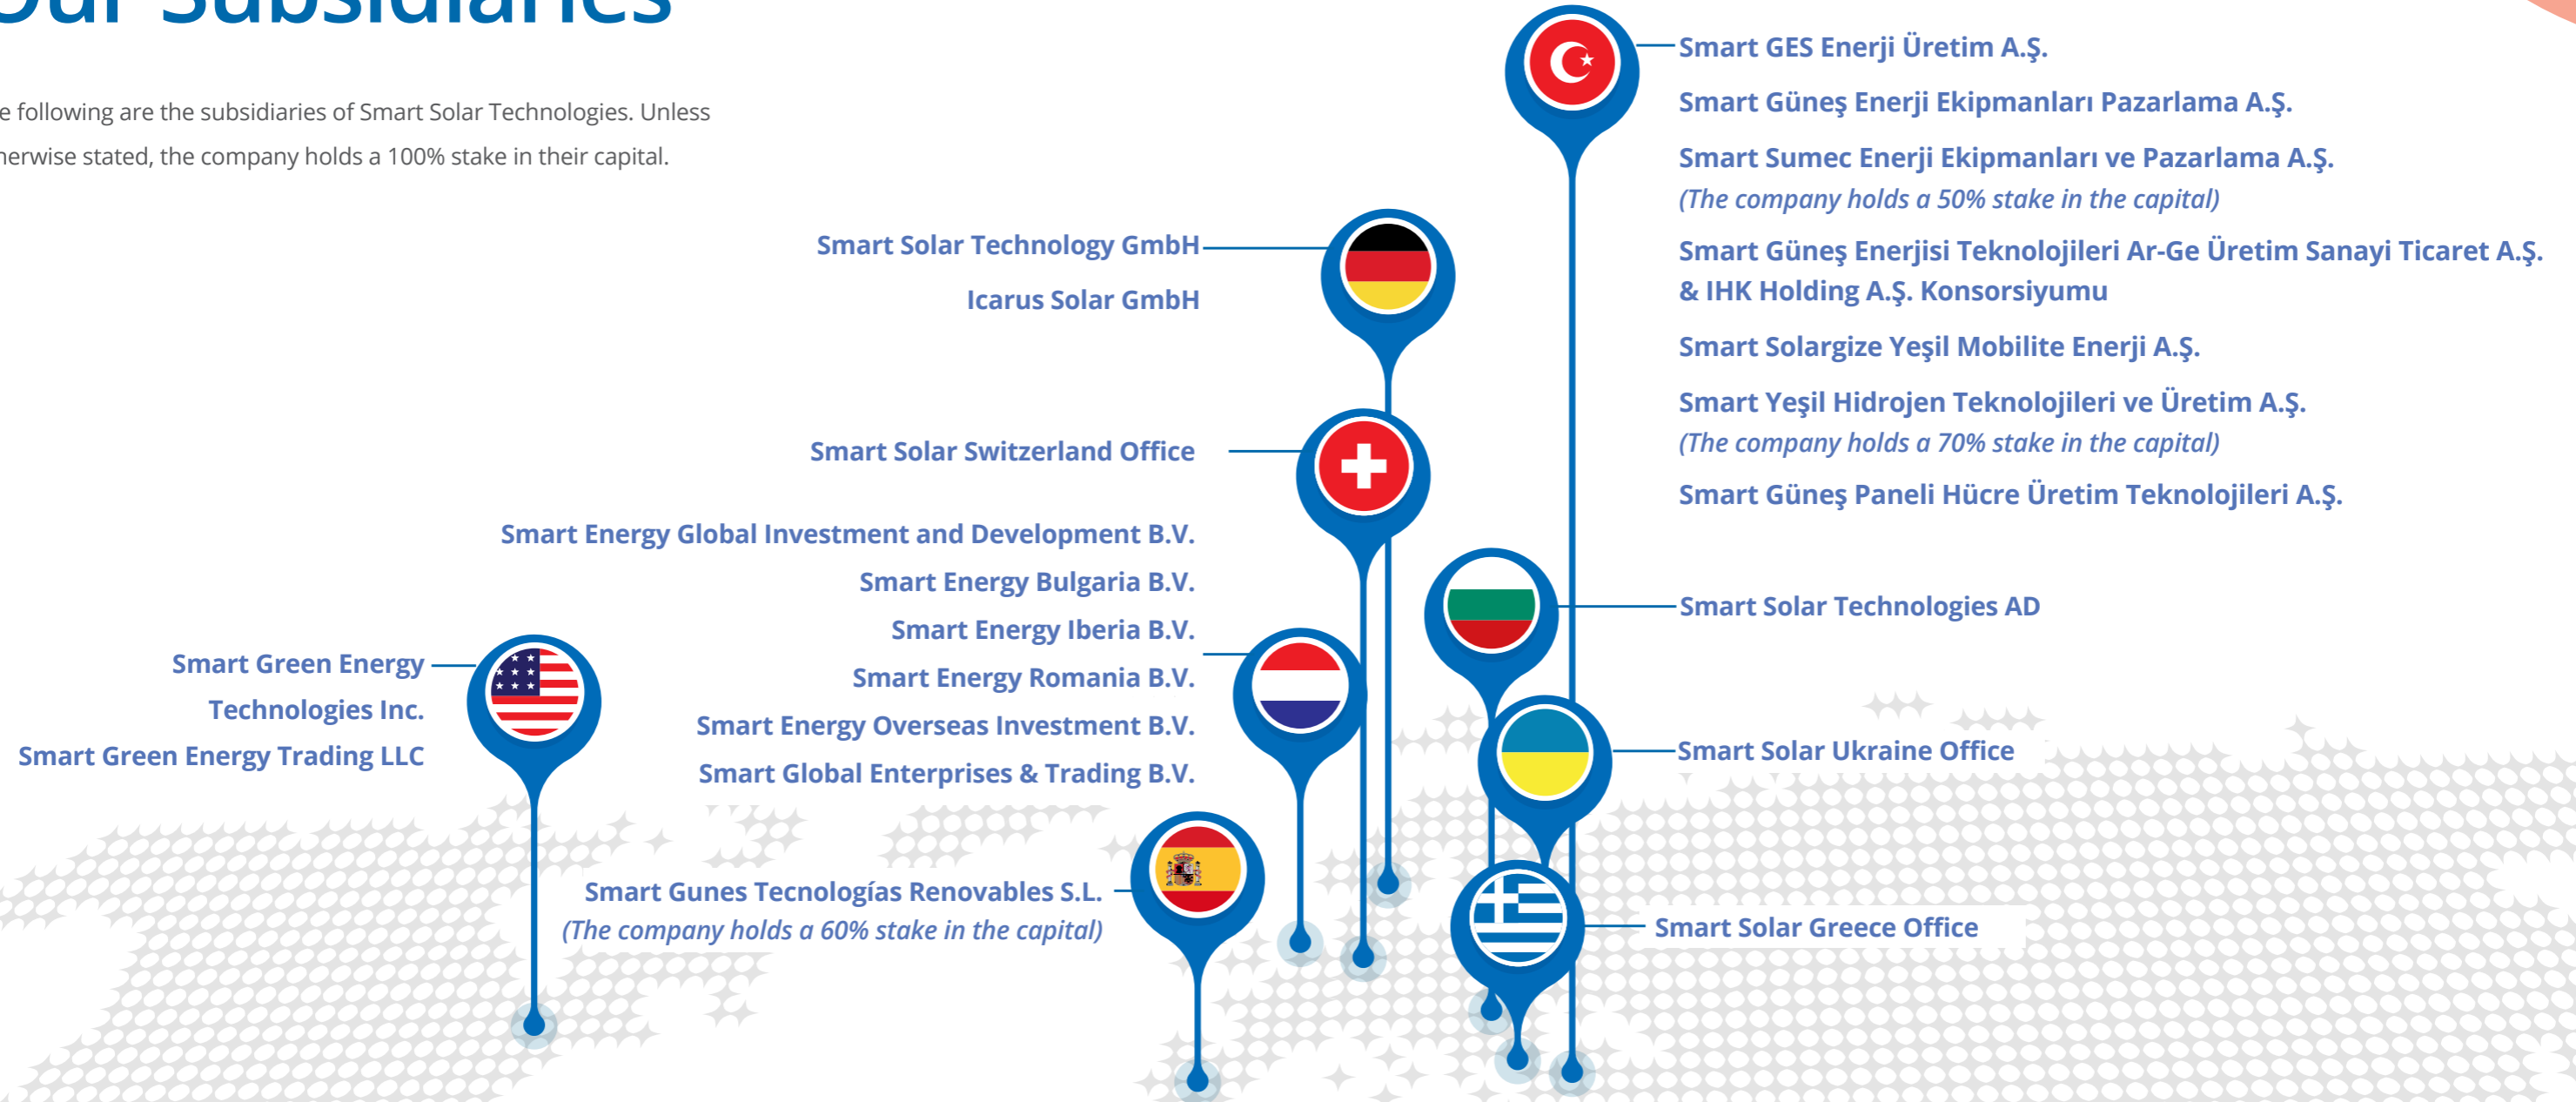 Our Subsidiaries
following are the subsidiaries of Smart Solar Technologies. Unless
stated, the company holds a 100% stake in their capital.
Smart GES Enerji Üretim A.Ş.
Smart Güneş Enerji Ekipmanları Pazarlama A.Ş.
Smart Sumec Enerji Ekipmanları ve Pazarlama A.Ş.
(The company holds a 50% stake in the capital)
Smart Güneş Enerjisi Teknolojileri Ar-Ge Üretim Sanayi Ticaret A.Ş.
& IHK Holding A.Ş. Konsorsiyumu
Smart Solargize Yeşil Mobilite Enerji A.Ş.
Smart Yeşil Hidrojen Teknolojileri ve Üretim A.Ş.
(The company holds a 70% stake in the capital)
Smart Güneş Paneli Hücre Üretim Teknolojileri A.Ş.
Smart Solar Technology GmbH
Icarus Solar GmbH
Smart Solar Switzerland Office
Smart Energy Global Investment and Development B.V.
Smart Energy Bulgaria B.V.
Smart Energy Iberia B.V.
Smart Energy Romania B.V.
Smart Energy Overseas Investment B.V.
Smart Global Enterprises & Trading B.V.
Smart Green Energy
Technologies Inc.
Smart Green Energy Trading LLC
Smart Solar Technologies AD
Smart Solar Ukraine Office
Smart Gunes Tecnologías Renovables S.L.
(The company holds a 60% stake in the capital)
Smart Solar Greece Office